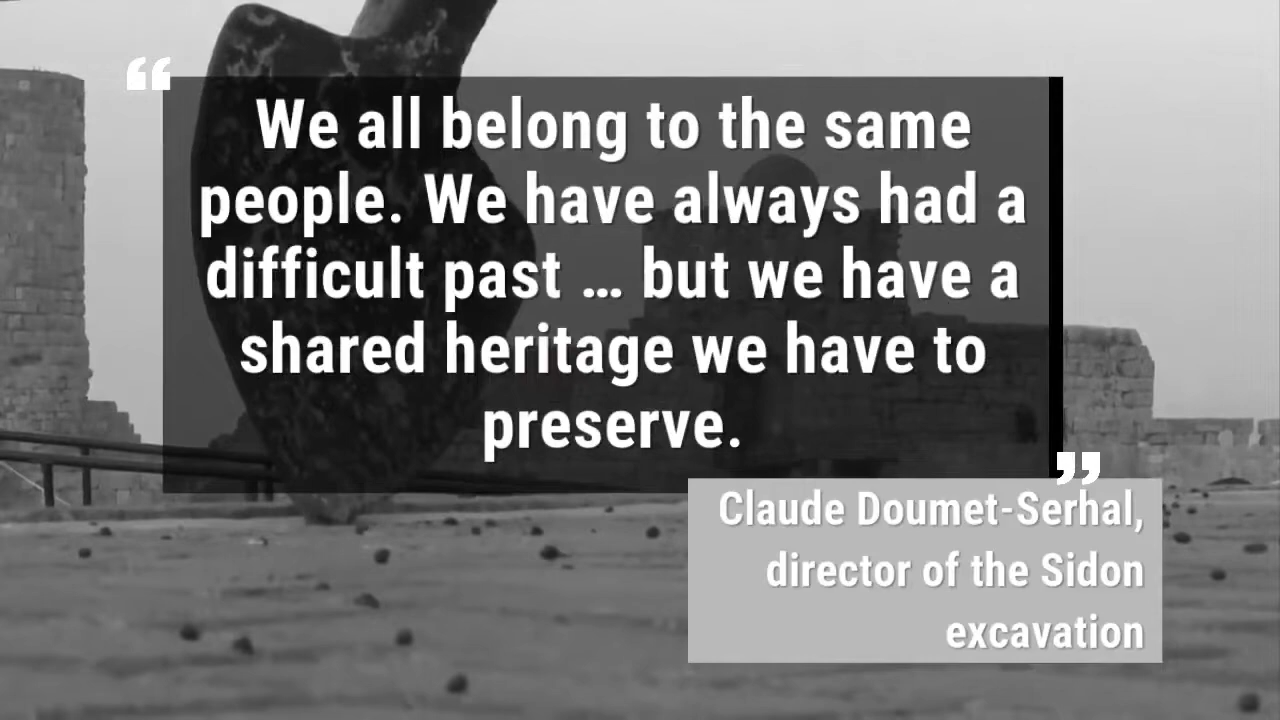 “
We all belong to the same
people. We have always had a
difficult past … but we have a
shared heritage we have to
preserve.
”
Claude Doumet-Serhal,
director of the Sidon
excavation